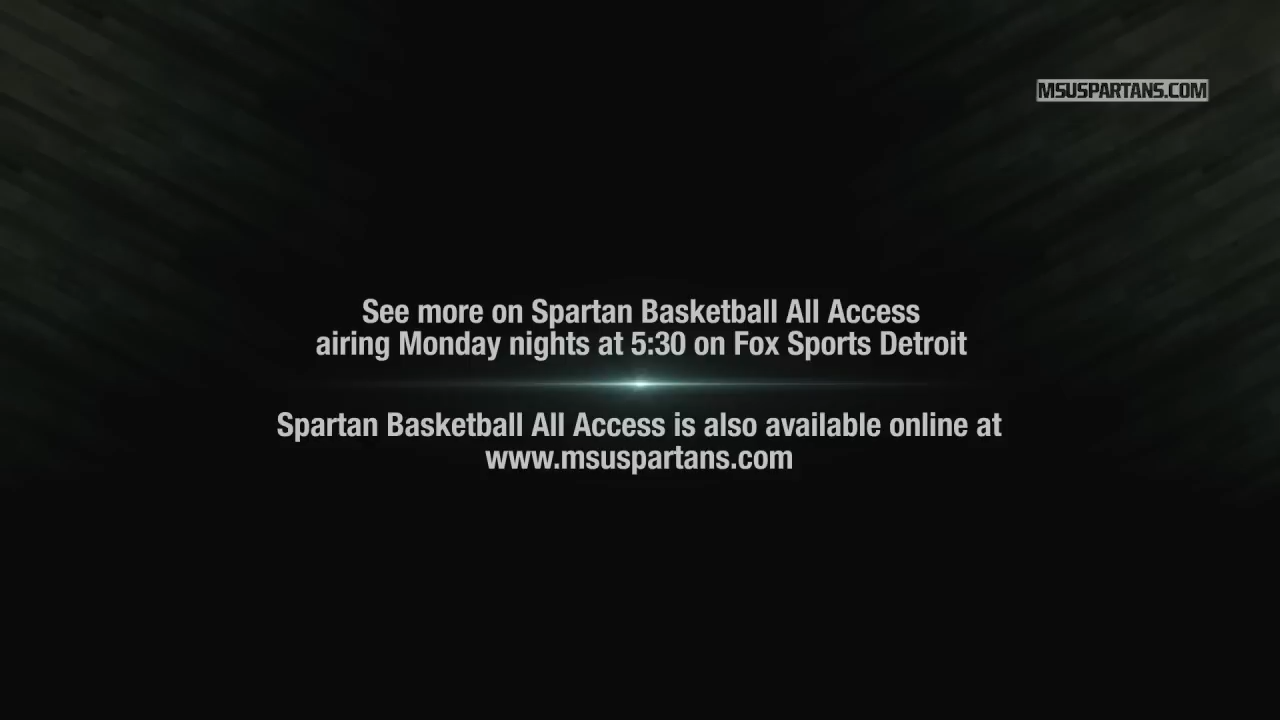 MSUSPARTANS.COM
See more on Spartan Basketball All Access
airing Monday nights at 5:30 on Fox Sports Detroit
Spartan Basketball All Access is also available online at
www.msuspartans.com